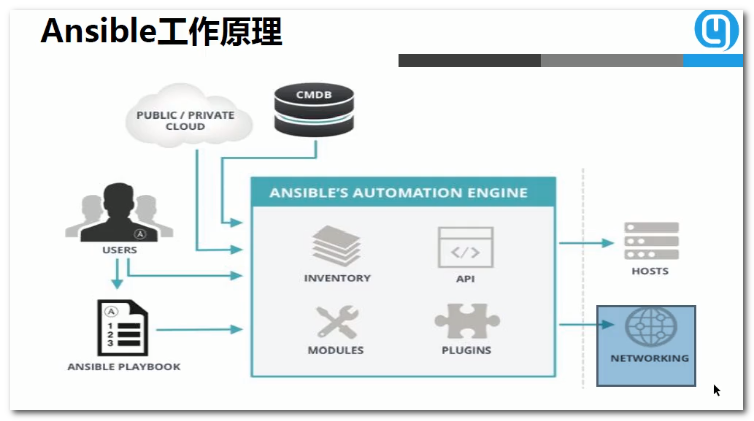 Ansible工作原理
CMDB
PUBLIC / PRIVATE
CLOUD
ANSIBLE'S AUTOMATION ENGINE
USERS
A
INVENTORY
API
HOSTS
A
1
2
3
MODULES
PLUGINS
NETWORKING
ANSIBLE PLAYBOOK